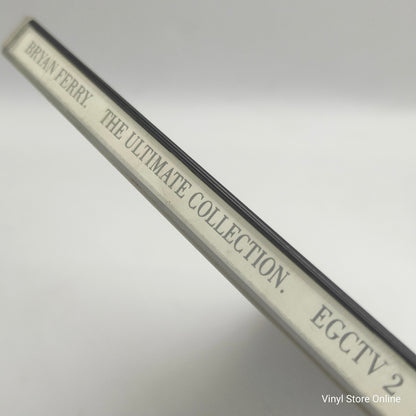 BRYAN FERRY. THE ULTIMATE COLLECTION. EGCTV 2
Vinyl Store Online